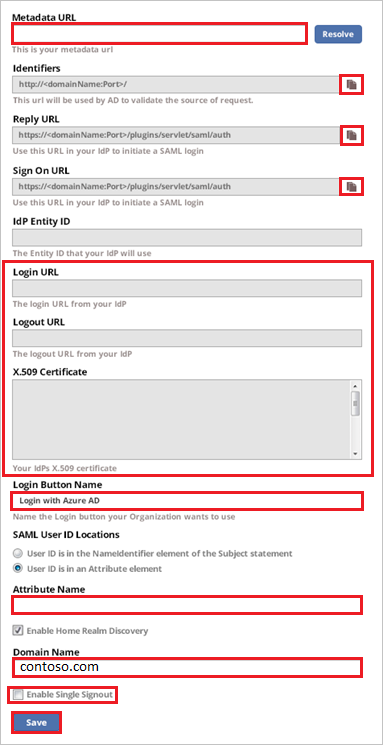 Metadata URL
Resolve
This is your metadata url
Identifiers
http://<domainName:Port>/
This url will be used by AD to validate the source of request.
Reply URL
https://<domainName:Port>/plugins/servlet/saml/auth
Use this URL in your IdP to initiate a SAML login
Sign On URL
https://<domainName:Port>/plugins/servlet/saml/auth
Use this URL in your IdP to initiate a SAML login
IdP Entity ID
The Entity ID that your IdP will use
Login URL
The login URL from your IdP
Logout URL
The logout URL from your IdP
X.509 Certificate
Your IdPs X.509 certificate
Login Button Name
Login with Azure AD
Name the Login button your Organization wants to use
SAML User ID Locations
User ID is in the NameIdentifier element of the Subject statement
User ID is in an Attribute element
Attribute Name
Enable Home Realm Discovery
Domain Name
contoso.com
Enable Single Signout
Save